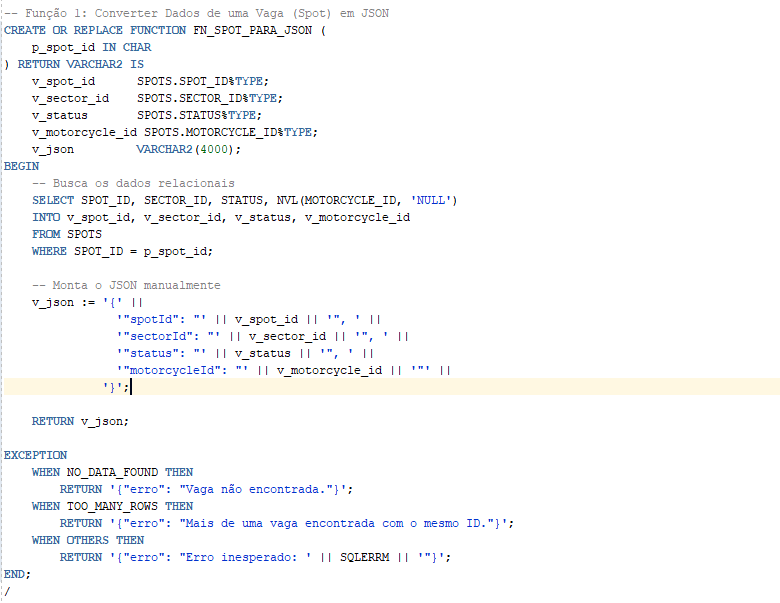 -- Função 1: Converter Dados de uma Vaga (Spot) em JSON
CREATE OR REPLACE FUNCTION FN_SPOT_PARA_JSON (
    p_spot_id IN CHAR
) RETURN VARCHAR2 IS
    v_spot_id      SPOTS.SPOT_ID%TYPE;
    v_sector_id    SPOTS.SECTOR_ID%TYPE;
    v_status       SPOTS.STATUS%TYPE;
    v_motorcycle_id SPOTS.MOTORCYCLE_ID%TYPE;
    v_json         VARCHAR2(4000);
BEGIN
    -- Busca os dados relacionais
    SELECT SPOT_ID, SECTOR_ID, STATUS, NVL(MOTORCYCLE_ID, 'NULL')
    INTO v_spot_id, v_sector_id, v_status, v_motorcycle_id
    FROM SPOTS
    WHERE SPOT_ID = p_spot_id;

    -- Monta o JSON manualmente
    v_json := '{' ||
                '"spotId": "' || v_spot_id || '", ' ||
                '"sectorId": "' || v_sector_id || '", ' ||
                '"status": "' || v_status || '", ' ||
                '"motorcycleId": "' || v_motorcycle_id || '"' ||
              '}';

    RETURN v_json;

EXCEPTION
    WHEN NO_DATA_FOUND THEN
        RETURN '{"erro": "Vaga não encontrada."}';
    WHEN TOO_MANY_ROWS THEN
        RETURN '{"erro": "Mais de uma vaga encontrada com o mesmo ID."}';
    WHEN OTHERS THEN
        RETURN '{"erro": "Erro inesperado: ' || SQLERRM || '"}';
END;
/